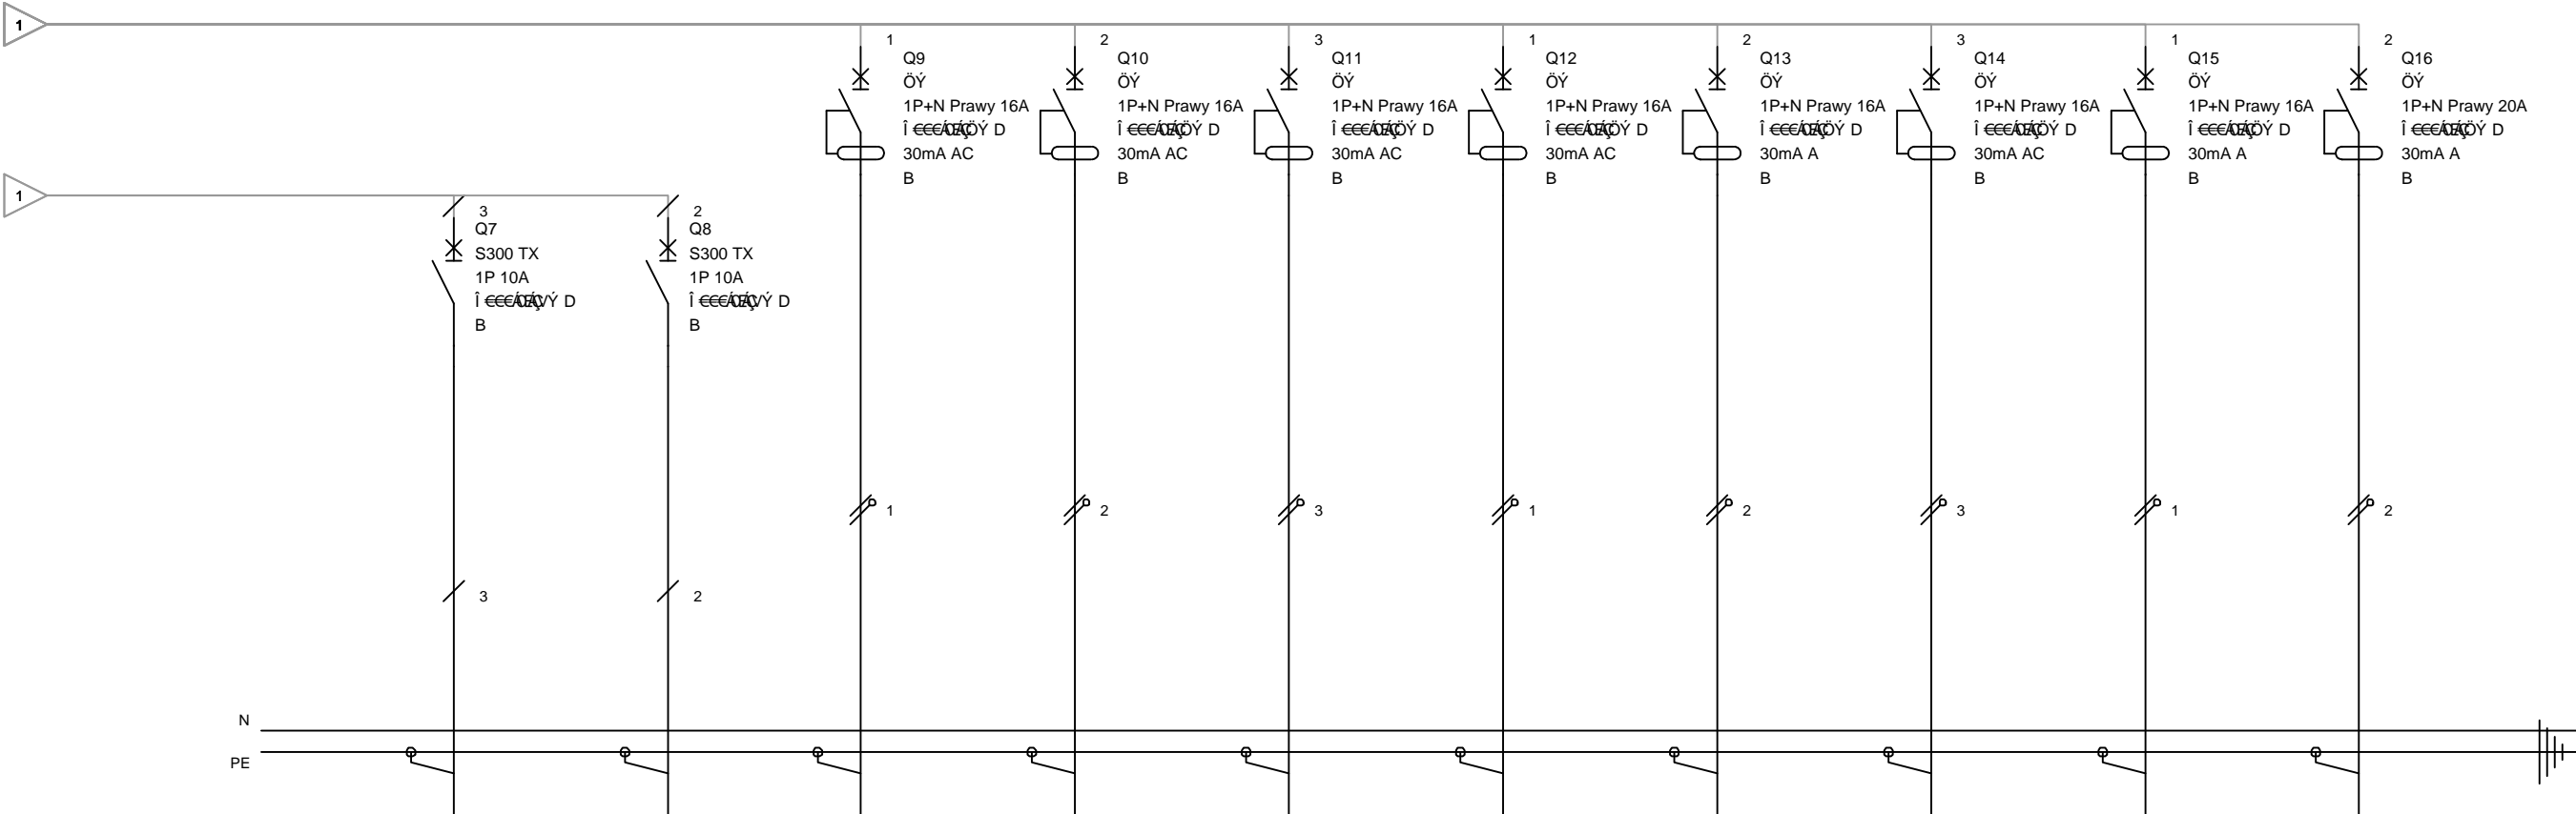 1
1
Q9
ÖÝ
1P+N Prawy 16A
30mA AC
B
2
Q10
ÖÝ
1P+N Prawy 16A
30mA AC
B
3
Q11
ÖÝ
1P+N Prawy 16A
30mA AC
B
1
Q12
ÖÝ
1P+N Prawy 16A
30mA AC
B
2
Q13
ÖÝ
1P+N Prawy 16A
30mA A
B
3
Q14
ÖÝ
1P+N Prawy 16A
30mA AC
B
1
Q15
ÖÝ
1P+N Prawy 16A
30mA A
B
2
Q16
ÖÝ
1P+N Prawy 20A
30mA A
B
1
3
Q7
S300 TX
1P 10A
B
2
Q8
S300 TX
1P 10A
B
1
2
3
1
2
3
1
2
3
2
N
PE